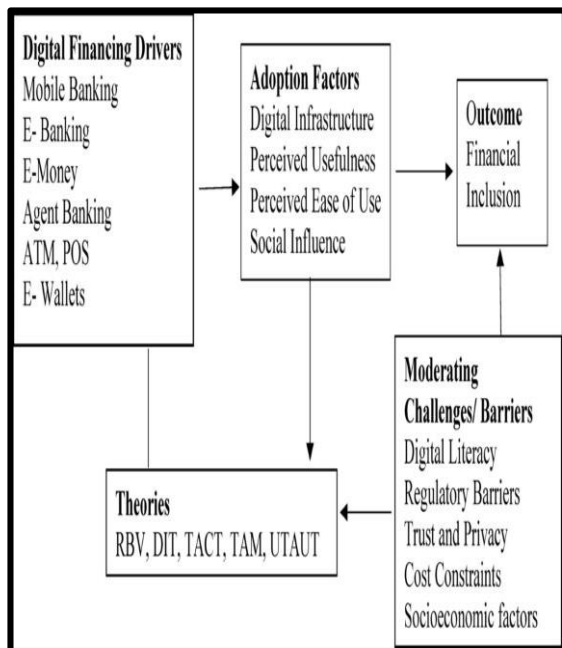 Digital Financing Drivers
Mobile Banking
E- Banking
E-Money
Agent Banking
ATM, POS
E- Wallets
Adoption Factors
Digital Infrastructure
Perceived Usefulness
Perceived Ease of Use
Social Influence
Outcome
Financial
Inclusion
Moderating
Challenges/ Barriers
Digital Literacy
Regulatory Barriers
Trust and Privacy
Cost Constraints
Socioeconomic factors
Theories
RBV, DIT, TACT, TAM, UTAUT